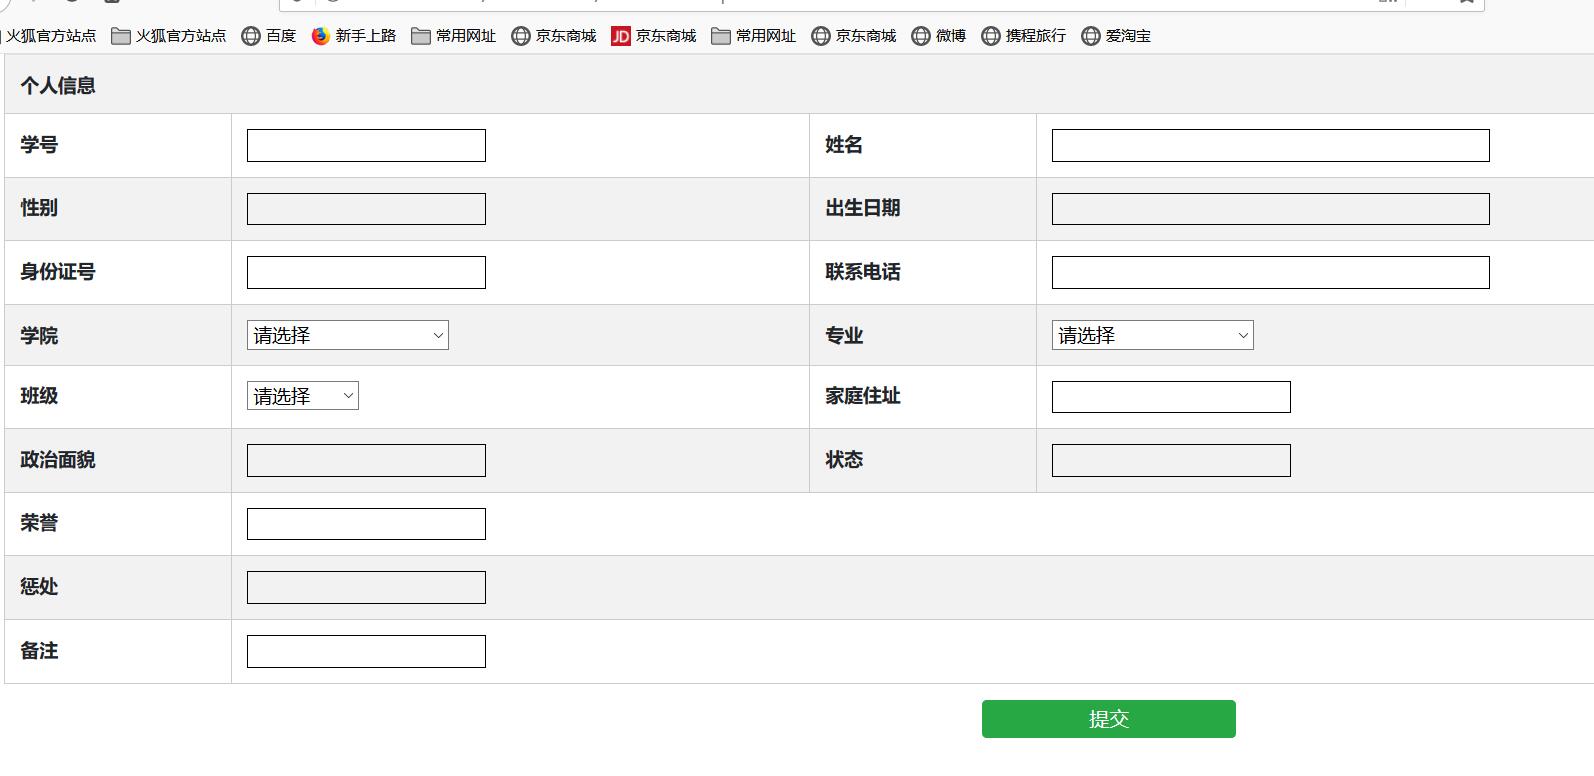 火狐官方站点 火狐官方站点 百度 新手上路 常用网址 京东商城 JD 京东商城 常用网址 京东商城 微博 携程旅行 爱淘宝
个人信息
学号 姓名
性别 出生日期
身份证号 联系电话
学院 请选择 专业 请选择
班级 请选择 家庭住址
政治面貌 状态
荣誉
惩处
备注
提交